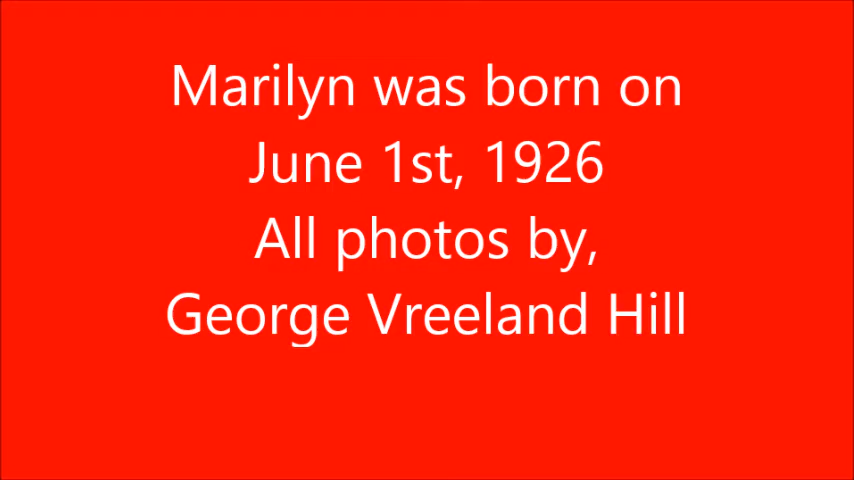 Marilyn was born on
June 1st, 1926
All photos by,
George Vreeland Hill